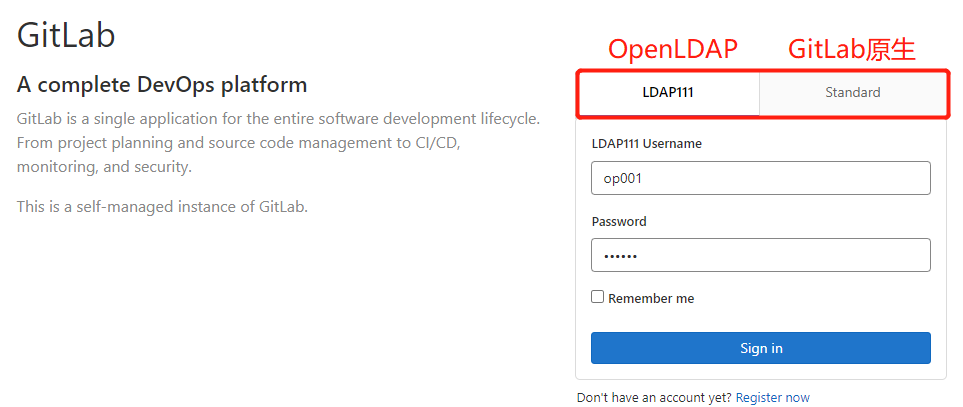 GitLab
A complete DevOps platform
GitLab is a single application for the entire software development lifecycle.
From project planning and source code management to CI/CD,
monitoring, and security.
This is a self-managed instance of GitLab.
OpenLDAP GitLab原生
LDAP111 Standard
LDAP111 Username
op001
Password
••••••
Remember me
Sign in
Don't have an account yet? Register now